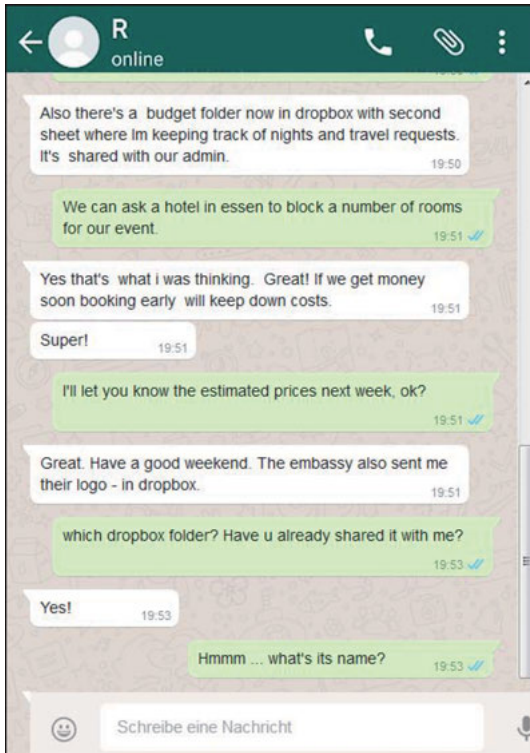 R
online
Also there's a budget folder now in dropbox with second
sheet where Im keeping track of nights and travel requests.
It's shared with our admin.
19:50
We can ask a hotel in essen to block a number of rooms
for our event.
19:51
Yes that's what i was thinking. Great! If we get money
soon booking early will keep down costs.
19:51
Super!
19:51
I'll let you know the estimated prices next week, ok?
19:51
Great. Have a good weekend. The embassy also sent me
their logo - in dropbox.
19:51
which dropbox folder? Have u already shared it with me?
19:53
Yes!
19:53
Hmmm ... what's its name?
19:53
Schreibe eine Nachricht